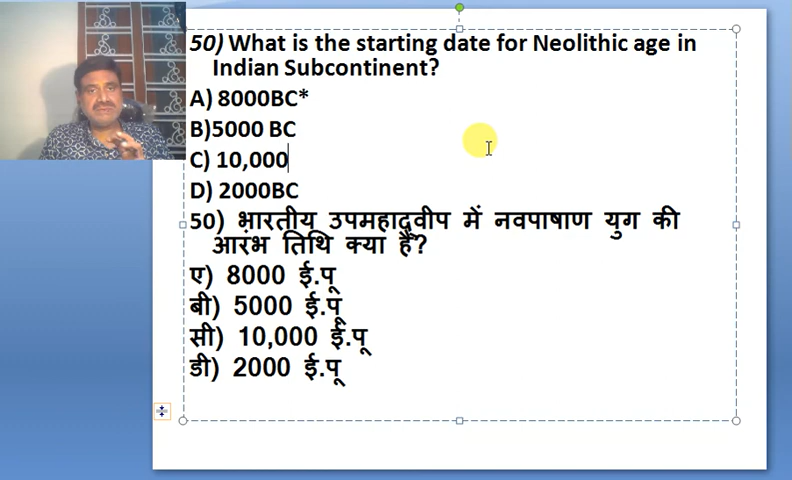 50) What is the starting date for Neolithic age in
Indian Subcontinent?
A) 8000BC*
B)5000 BC
C) 10,000
D) 2000BC
50) भारतीय उपमहाद्वीप में नवपाषाण युग की
आरंभ तिथि क्या है?
ए) 8000 ई.पू
बी) 5000 ई.पू
सी) 10,000 ई.पू
डी) 2000 ई.पू